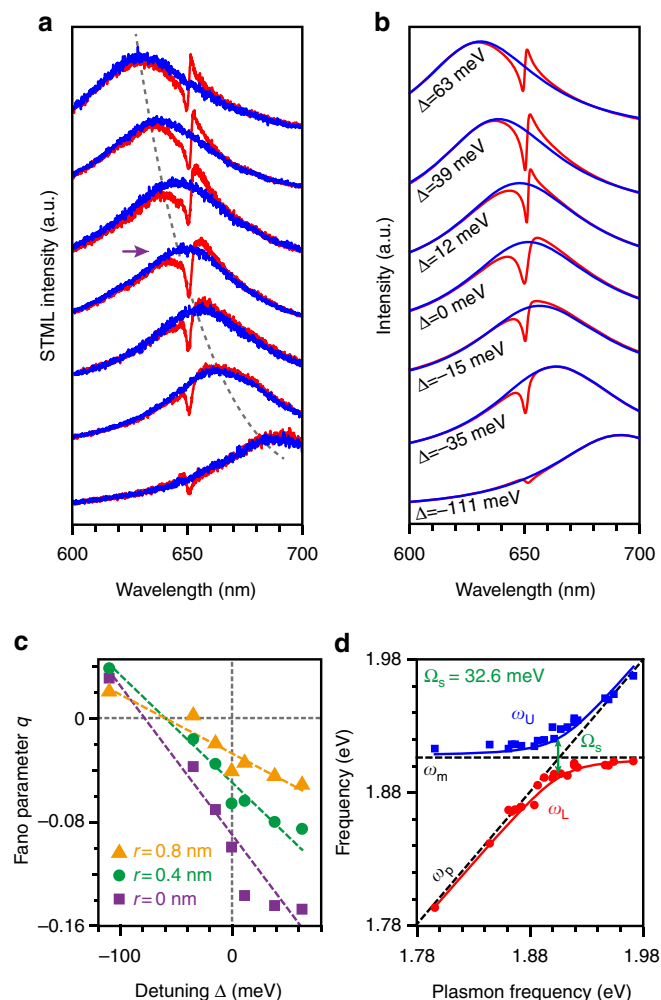 a
STML intensity (a.u.)
600
650
700
Wavelength (nm)
b
Intensity (a.u.)
Δ=63 meV
Δ=39 meV
Δ=12 meV
Δ=0 meV
Δ=−15 meV
Δ=−35 meV
Δ=−111 meV
600
650
700
Wavelength (nm)
c
Fano parameter q
0
−0.08
−0.16
r = 0.8 nm
r = 0.4 nm
r = 0 nm
−100
0
Detuning Δ (meV)
d
Frequency (eV)
1.98
1.88
1.78
Ωs = 32.6 meV
ωU
Ωs
ωm
ωL
ωp
1.78
1.88
1.98
Plasmon frequency (eV)